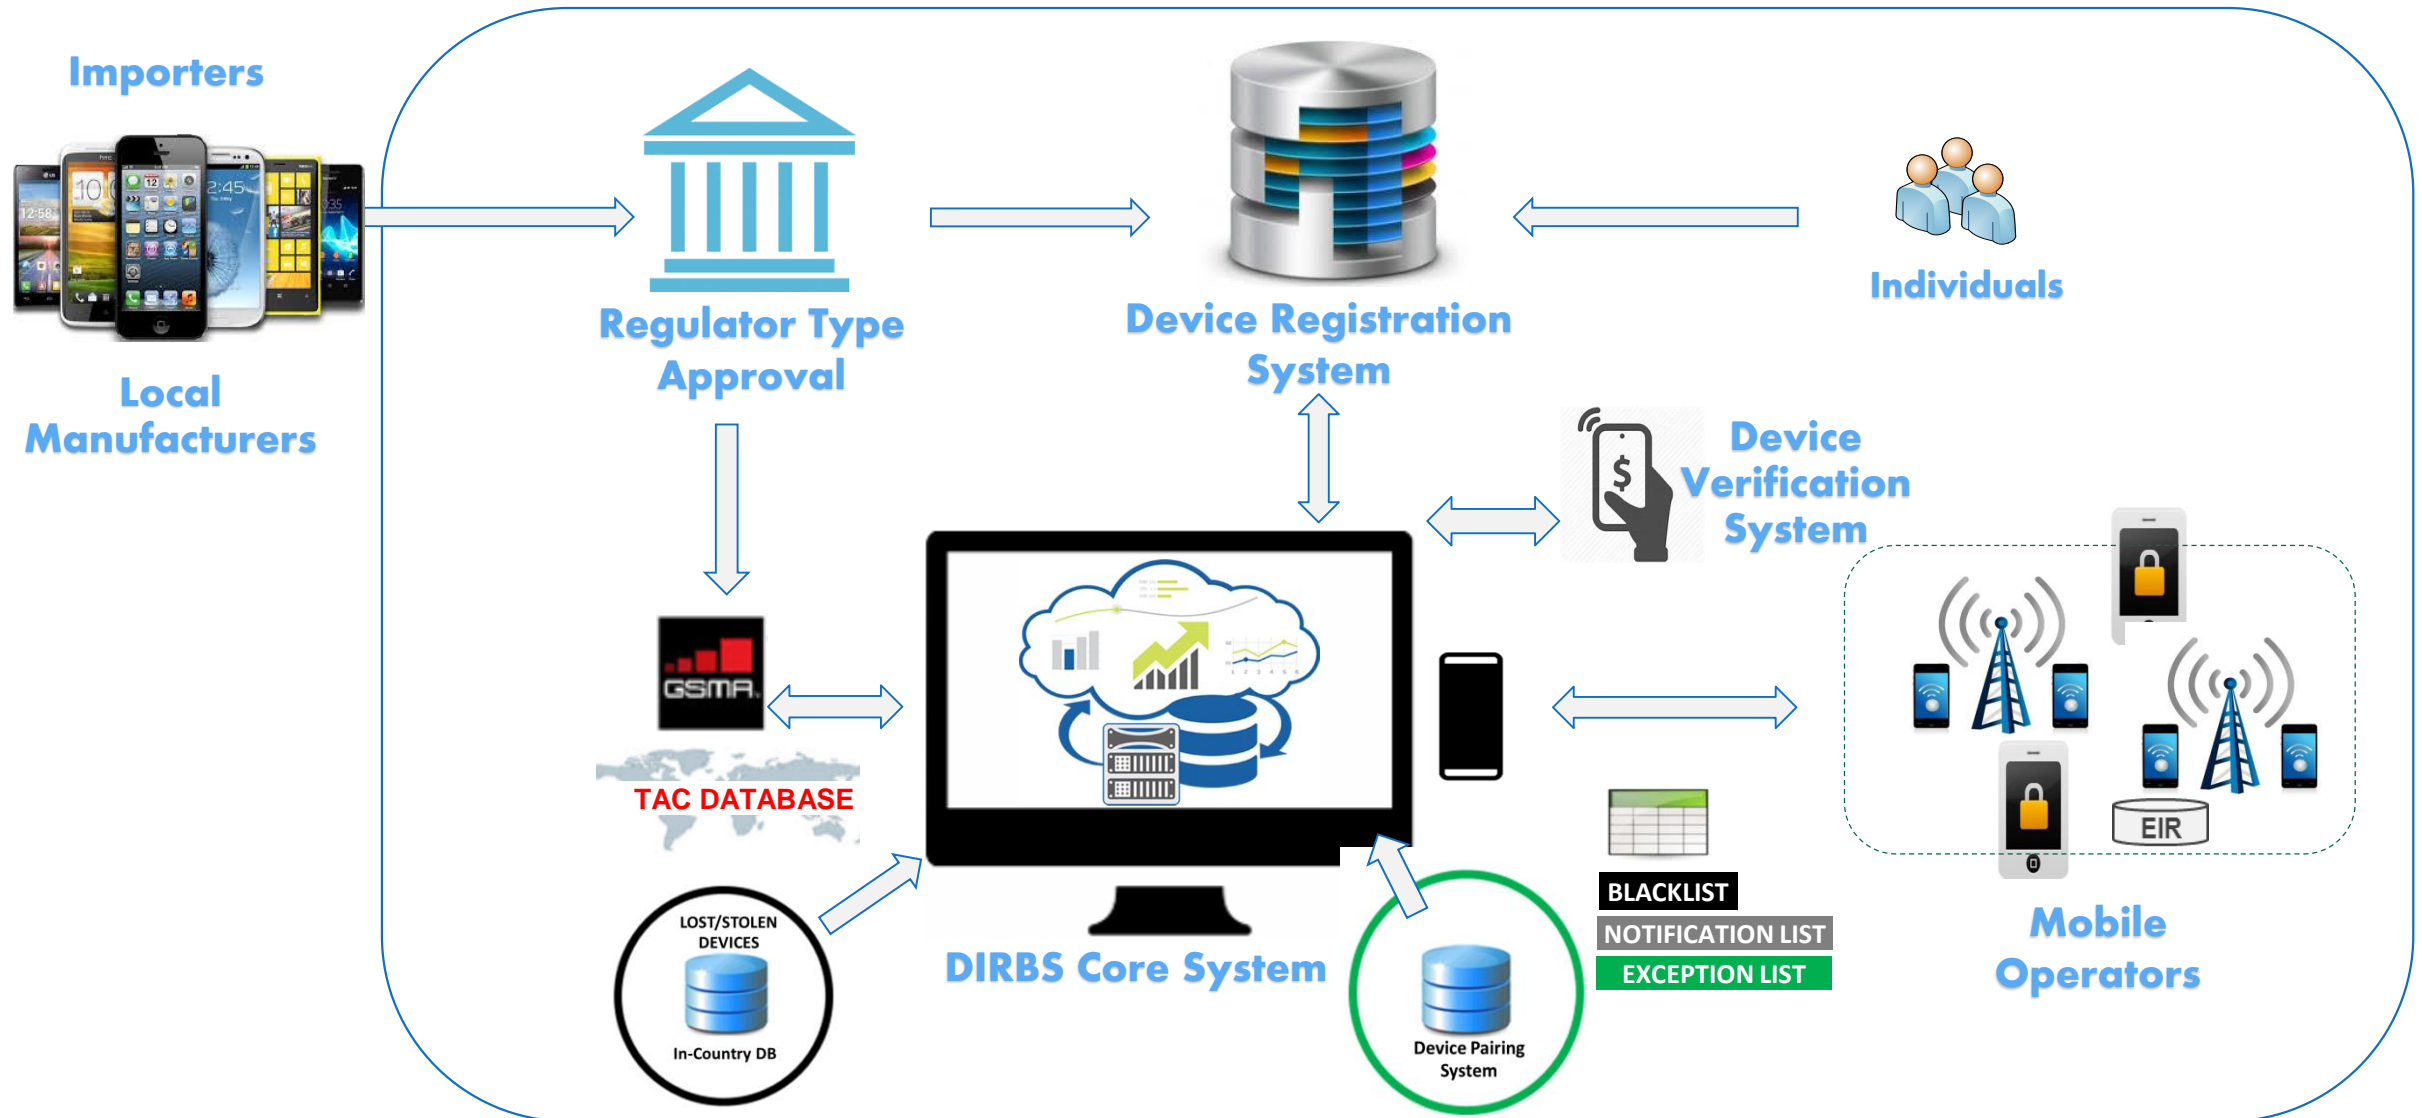 Importers
Local
Manufacturers
Regulator Type
Approval
Device Registration
System
Individuals
Device
Verification
System
$
GSMA
TAC DATABASE
LOST/STOLEN
DEVICES
In-Country DB
DIRBS Core System
Device Pairing
System
BLACKLIST
NOTIFICATION LIST
EXCEPTION LIST
EIR
Mobile
Operators